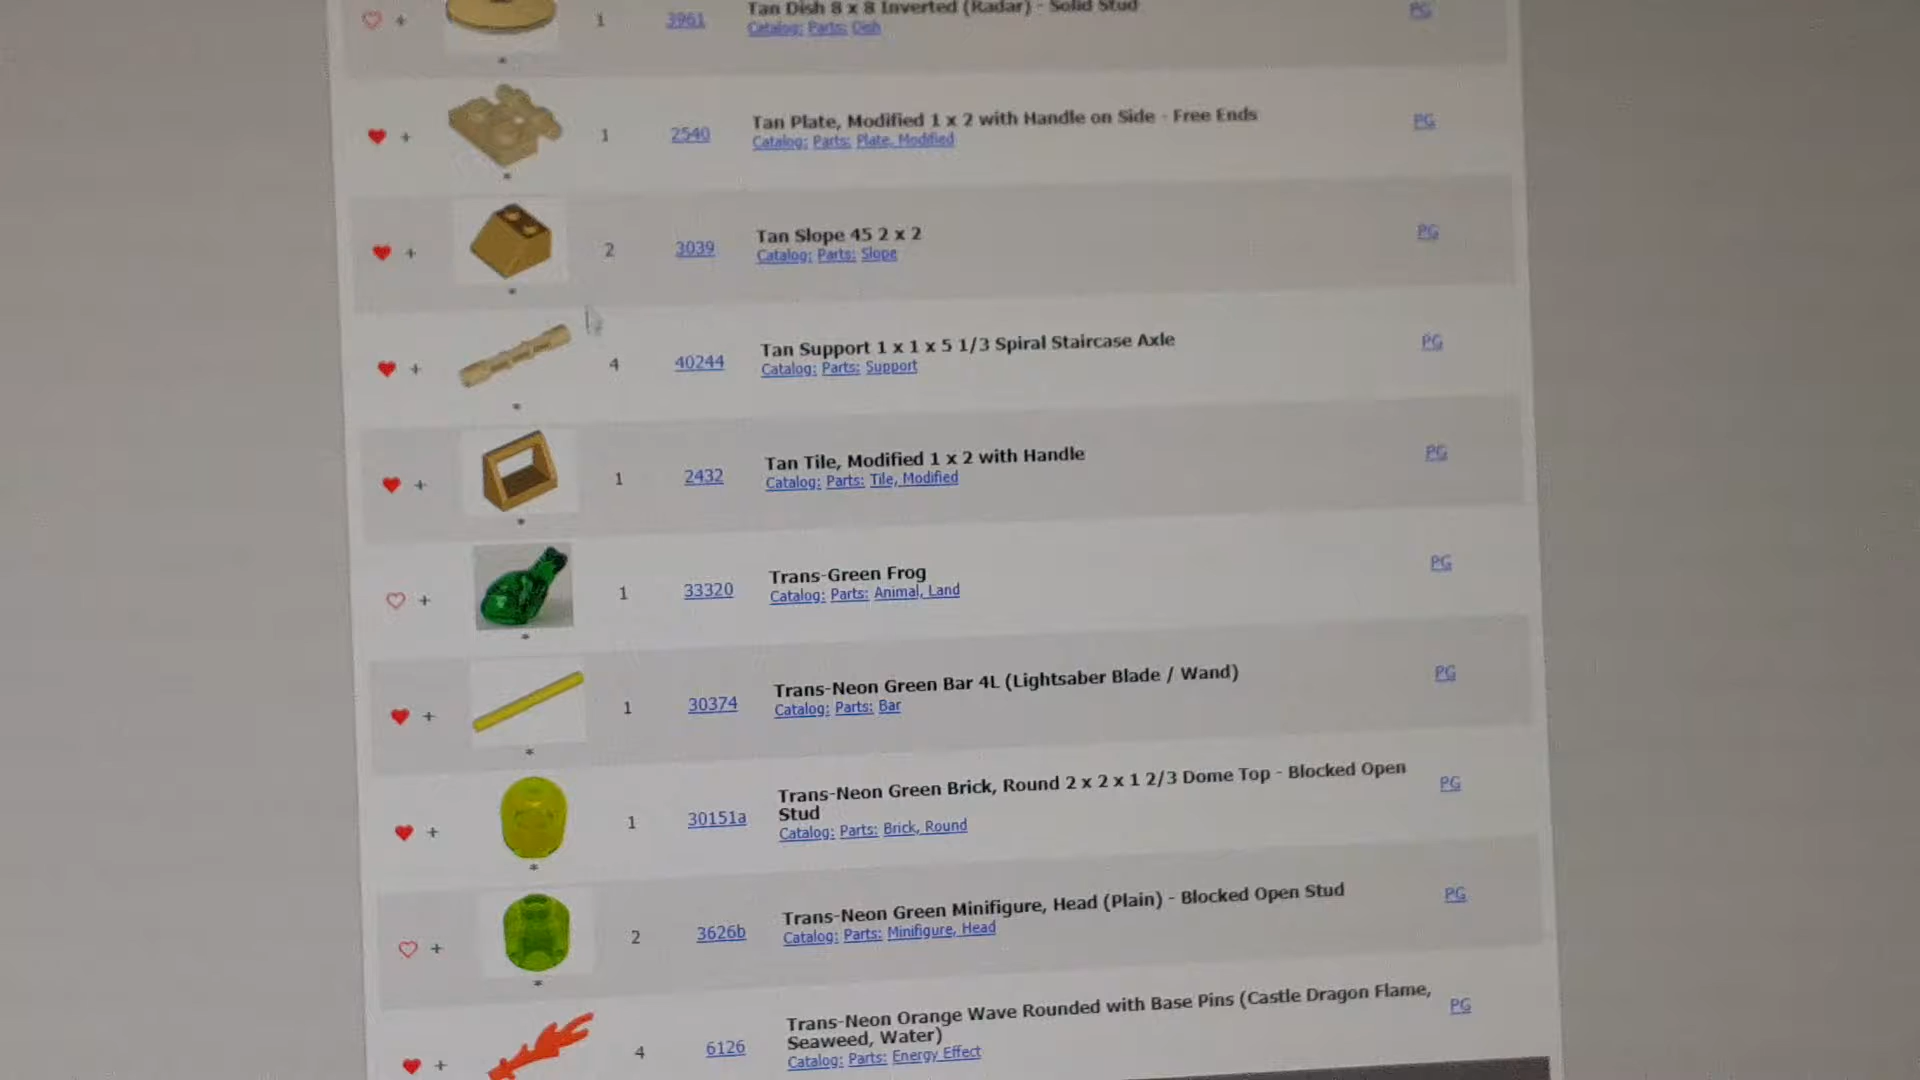 + 1 3961 Tan Dish 8 x 8 Inverted (Radar) - Solid Stud PG
Catalog: Parts: Dish
*
+ 1 2540 Tan Plate, Modified 1 x 2 with Handle on Side - Free Ends PG
Catalog: Parts: Plate, Modified
*
+ 2 3039 Tan Slope 45 2 x 2 PG
Catalog: Parts: Slope
*
+ 4 40244 Tan Support 1 x 1 x 5 1/3 Spiral Staircase Axle PG
Catalog: Parts: Support
*
+ 1 2432 Tan Tile, Modified 1 x 2 with Handle PG
Catalog: Parts: Tile, Modified
*
+ 1 33320 Trans-Green Frog PG
Catalog: Parts: Animal, Land
*
+ 1 30374 Trans-Neon Green Bar 4L (Lightsaber Blade / Wand) PG
Catalog: Parts: Bar
*
+ 1 30151a Trans-Neon Green Brick, Round 2 x 2 x 1 2/3 Dome Top - Blocked Open PG
Stud
Catalog: Parts: Brick, Round
*
+ 2 3626b Trans-Neon Green Minifigure, Head (Plain) - Blocked Open Stud PG
Catalog: Parts: Minifigure, Head
*
+ 4 6126 Trans-Neon Orange Wave Rounded with Base Pins (Castle Dragon Flame, PG
Seaweed, Water)
Catalog: Parts: Energy Effect